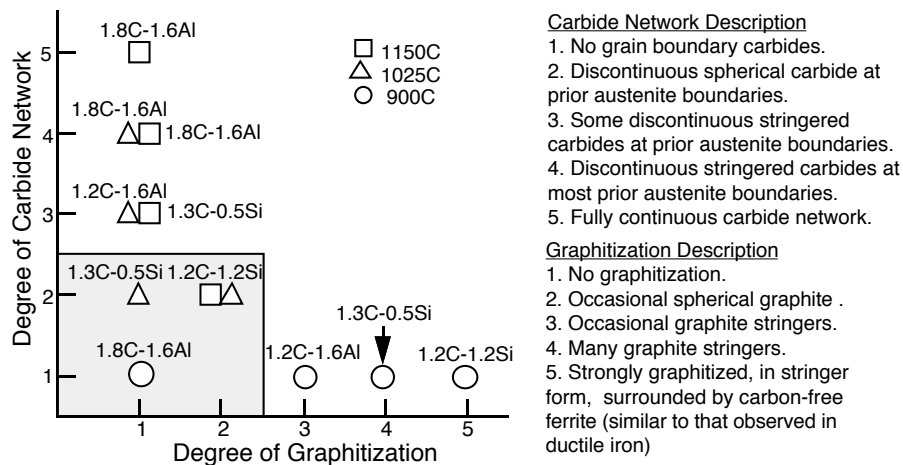 1.8C-1.6Al
5
1150C
1025C
900C
1.8C-1.6Al
4
1.8C-1.6Al
1.2C-1.6Al
3
1.3C-0.5Si
1.3C-0.5Si
1.2C-1.2Si
2
1.3C-0.5Si
1.8C-1.6Al
1.2C-1.6Al
1.2C-1.2Si
1
1 2 3 4 5
Degree of Graphitization
Degree of Carbide Network
Carbide Network Description
1. No grain boundary carbides.
2. Discontinuous spherical carbide at
prior austenite boundaries.
3. Some discontinuous stringered
carbides at prior austenite boundaries.
4. Discontinuous stringered carbides at
most prior austenite boundaries.
5. Fully continuous carbide network.
Graphitization Description
1. No graphitization.
2. Occasional spherical graphite .
3. Occasional graphite stringers.
4. Many graphite stringers.
5. Strongly graphitized, in stringer
form, surrounded by carbon-free
ferrite (similar to that observed in
ductile iron)